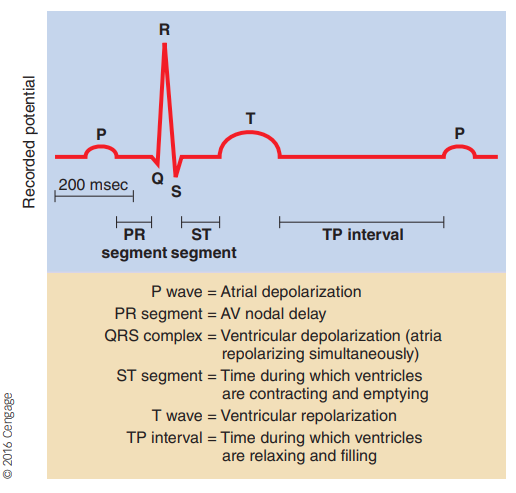 R
T
P
P
Recorded potential
200 msec
Q
S
PR
segment
ST
segment
TP interval
P wave = Atrial depolarization
PR segment = AV nodal delay
QRS complex = Ventricular depolarization (atria
repolarizing simultaneously)
ST segment = Time during which ventricles
are contracting and emptying
T wave = Ventricular repolarization
TP interval = Time during which ventricles
are relaxing and filling
© 2016 Cengage